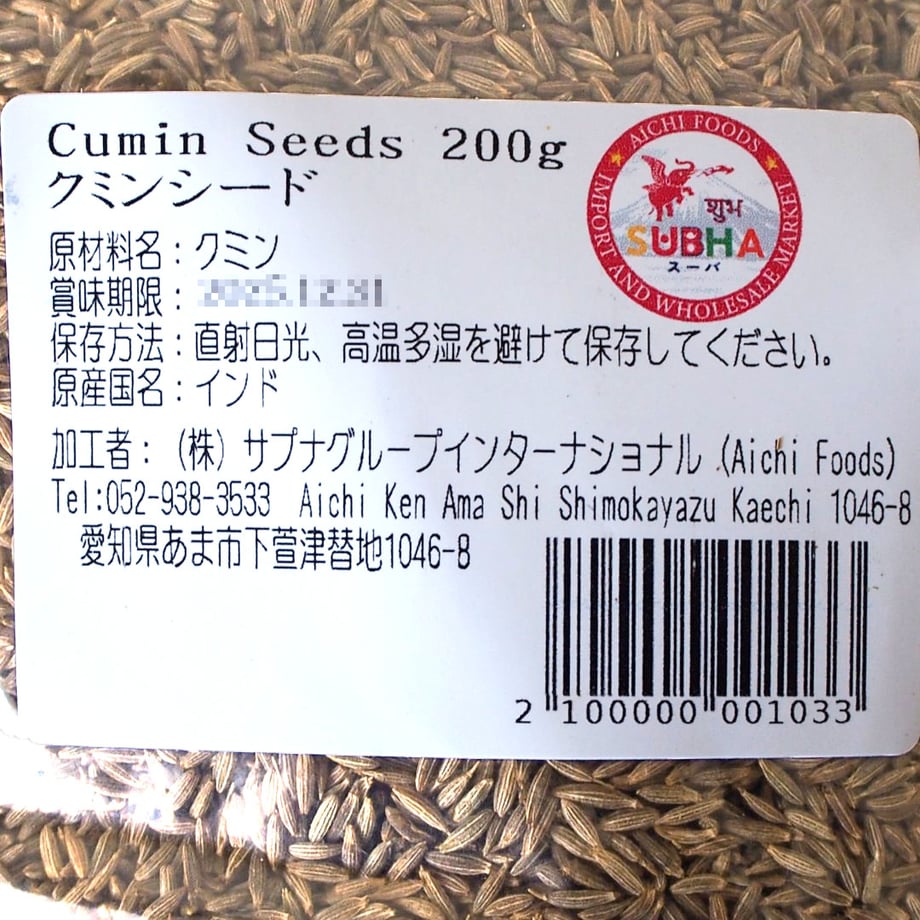 Cumin Seeds 200g
クミンシード
原材料名：クミン
賞味期限：
保存方法：直射日光、高温多湿を避けて保存してください。
原産国名：インド
加工者：（株）サプナグループインターナショナル（Aichi Foods）
Tel:052-938-3533 Aichi Ken Ama Shi Shimokayazu Kaechi 1046-8
愛知県あま市下萱津替地1046-8
AICHI FOODS
शुभ
SUBHA
スーパ
IMPORT AND WHOLESALE MARKET
2 100000 001033